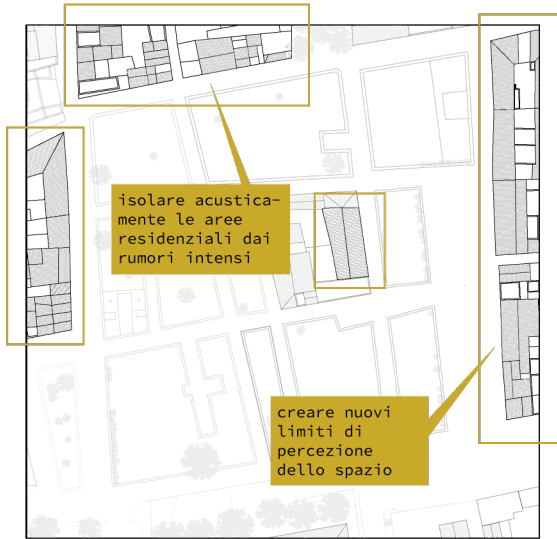 isolare acustica-
mente le aree
residenziali dai
rumori intensi
creare nuovi
limiti di
percezione
dello spazio